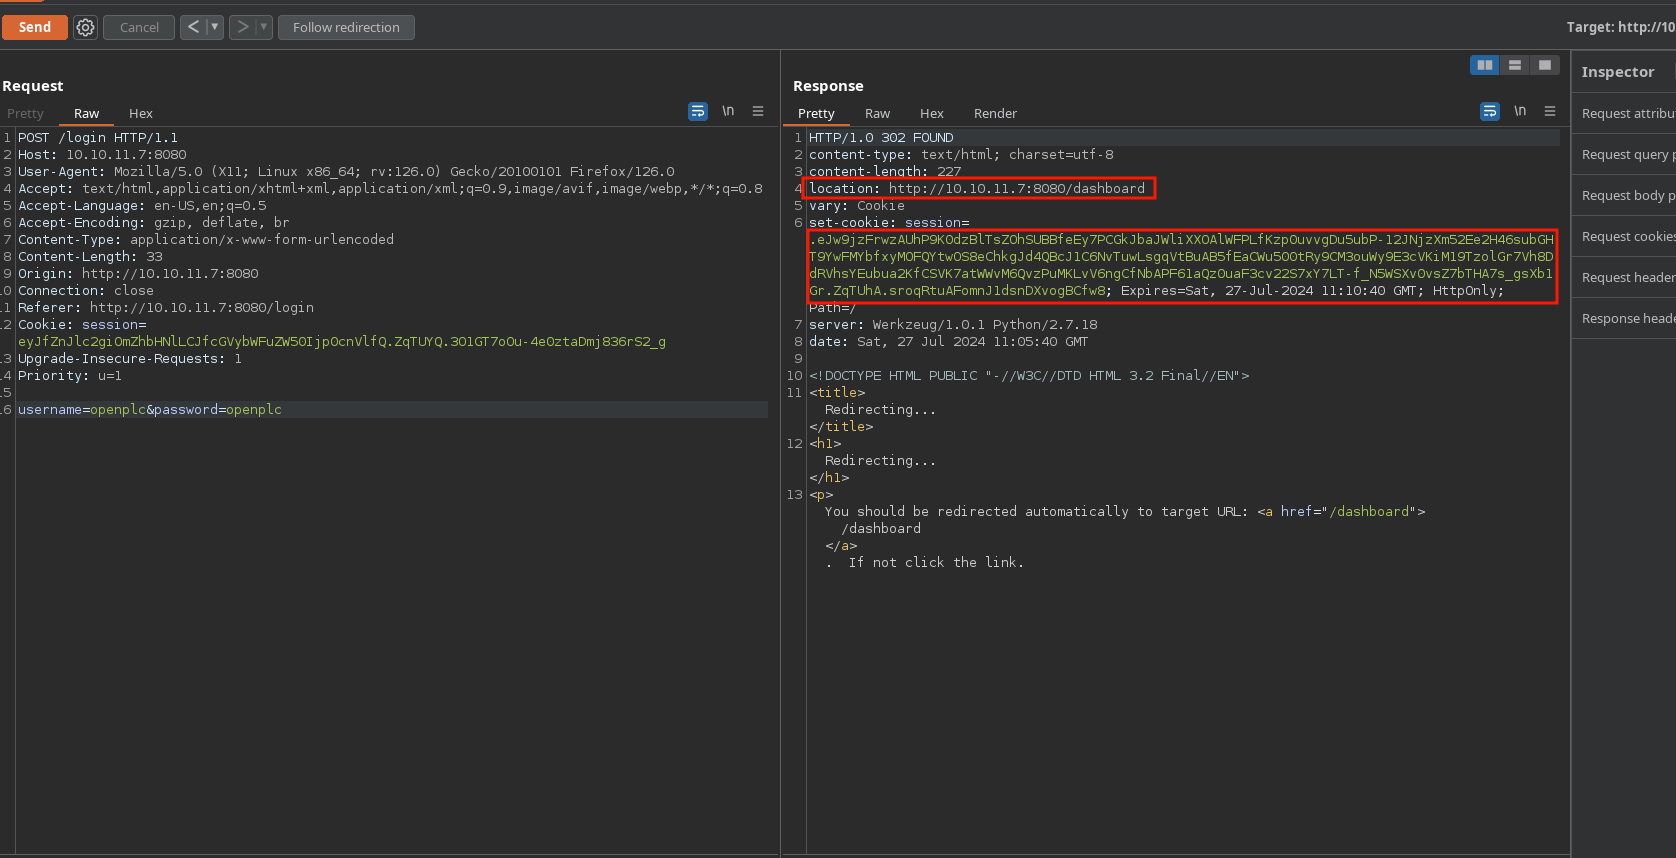 Send
Cancel
<
>
Follow redirection
Target: http://10
Request
Pretty
Raw
Hex
\n
1 POST /login HTTP/1.1
2 Host: 10.10.11.7:8080
3 User-Agent: Mozilla/5.0 (X11; Linux x86_64; rv:126.0) Gecko/20100101 Firefox/126.0
4 Accept: text/html,application/xhtml+xml,application/xml;q=0.9,image/avif,image/webp,*/*;q=0.8
5 Accept-Language: en-US,en;q=0.5
6 Accept-Encoding: gzip, deflate, br
7 Content-Type: application/x-www-form-urlencoded
8 Content-Length: 33
9 Origin: http://10.10.11.7:8080
10 Connection: close
11 Referer: http://10.10.11.7:8080/login
12 Cookie: session=
eyJfZnJlc2giOmZhbHNlLCJfcGVybWFuZW50Ijp0cnVlfQ.ZqTUYQ.3O1GT7oOu-4e0ztaDmj836rS2_g
13 Upgrade-Insecure-Requests: 1
14 Priority: u=1
15
16 username=openplc&password=openplc
Response
Pretty
Raw
Hex
Render
\n
1 HTTP/1.0 302 FOUND
2 content-type: text/html; charset=utf-8
3 content-length: 227
4 location: http://10.10.11.7:8080/dashboard
5 vary: Cookie
6 set-cookie: session=
.eJw9jzFrwzAUhP9K0dzBlTsZOhSUBBfeEy7PCGkJbaJWliXXOAlWFPLfKzp0uvvgDu5ubP-12JNjzXm52Ee2H46subGH
T9YwFMYbfxyMOFQYtwOS8eChkgJd4QBcJ1C6NvTuwLsgqVtBuAB5fEaCWu50OtRy9CM3ouWy9E3cVKiM19TzolGr7Vh8D
dRVhsYEubua2KfCSVK7atWWvM6QvzPuMKLvV6ngCfNbAPF61aQz0uaF3cv22S7xY7LT-f_N5WSXvOvsZ7bTHA7s_gsXb1
Gr.ZqTUhA.sroqRtuAFomnJ1dsnDXvogBCfw8; Expires=Sat, 27-Jul-2024 11:10:40 GMT; HttpOnly;
Path=/
7 server: Werkzeug/1.0.1 Python/2.7.18
8 date: Sat, 27 Jul 2024 11:05:40 GMT
9
10 <!DOCTYPE HTML PUBLIC "-//W3C//DTD HTML 3.2 Final//EN">
11 <title>
Redirecting...
</title>
12 <h1>
Redirecting...
</h1>
13 <p>
You should be redirected automatically to target URL: <a href="/dashboard">
/dashboard
</a>
. If not click the link.
Inspector
Request attribu
Request query p
Request body p
Request cookies
Request header
Response heade